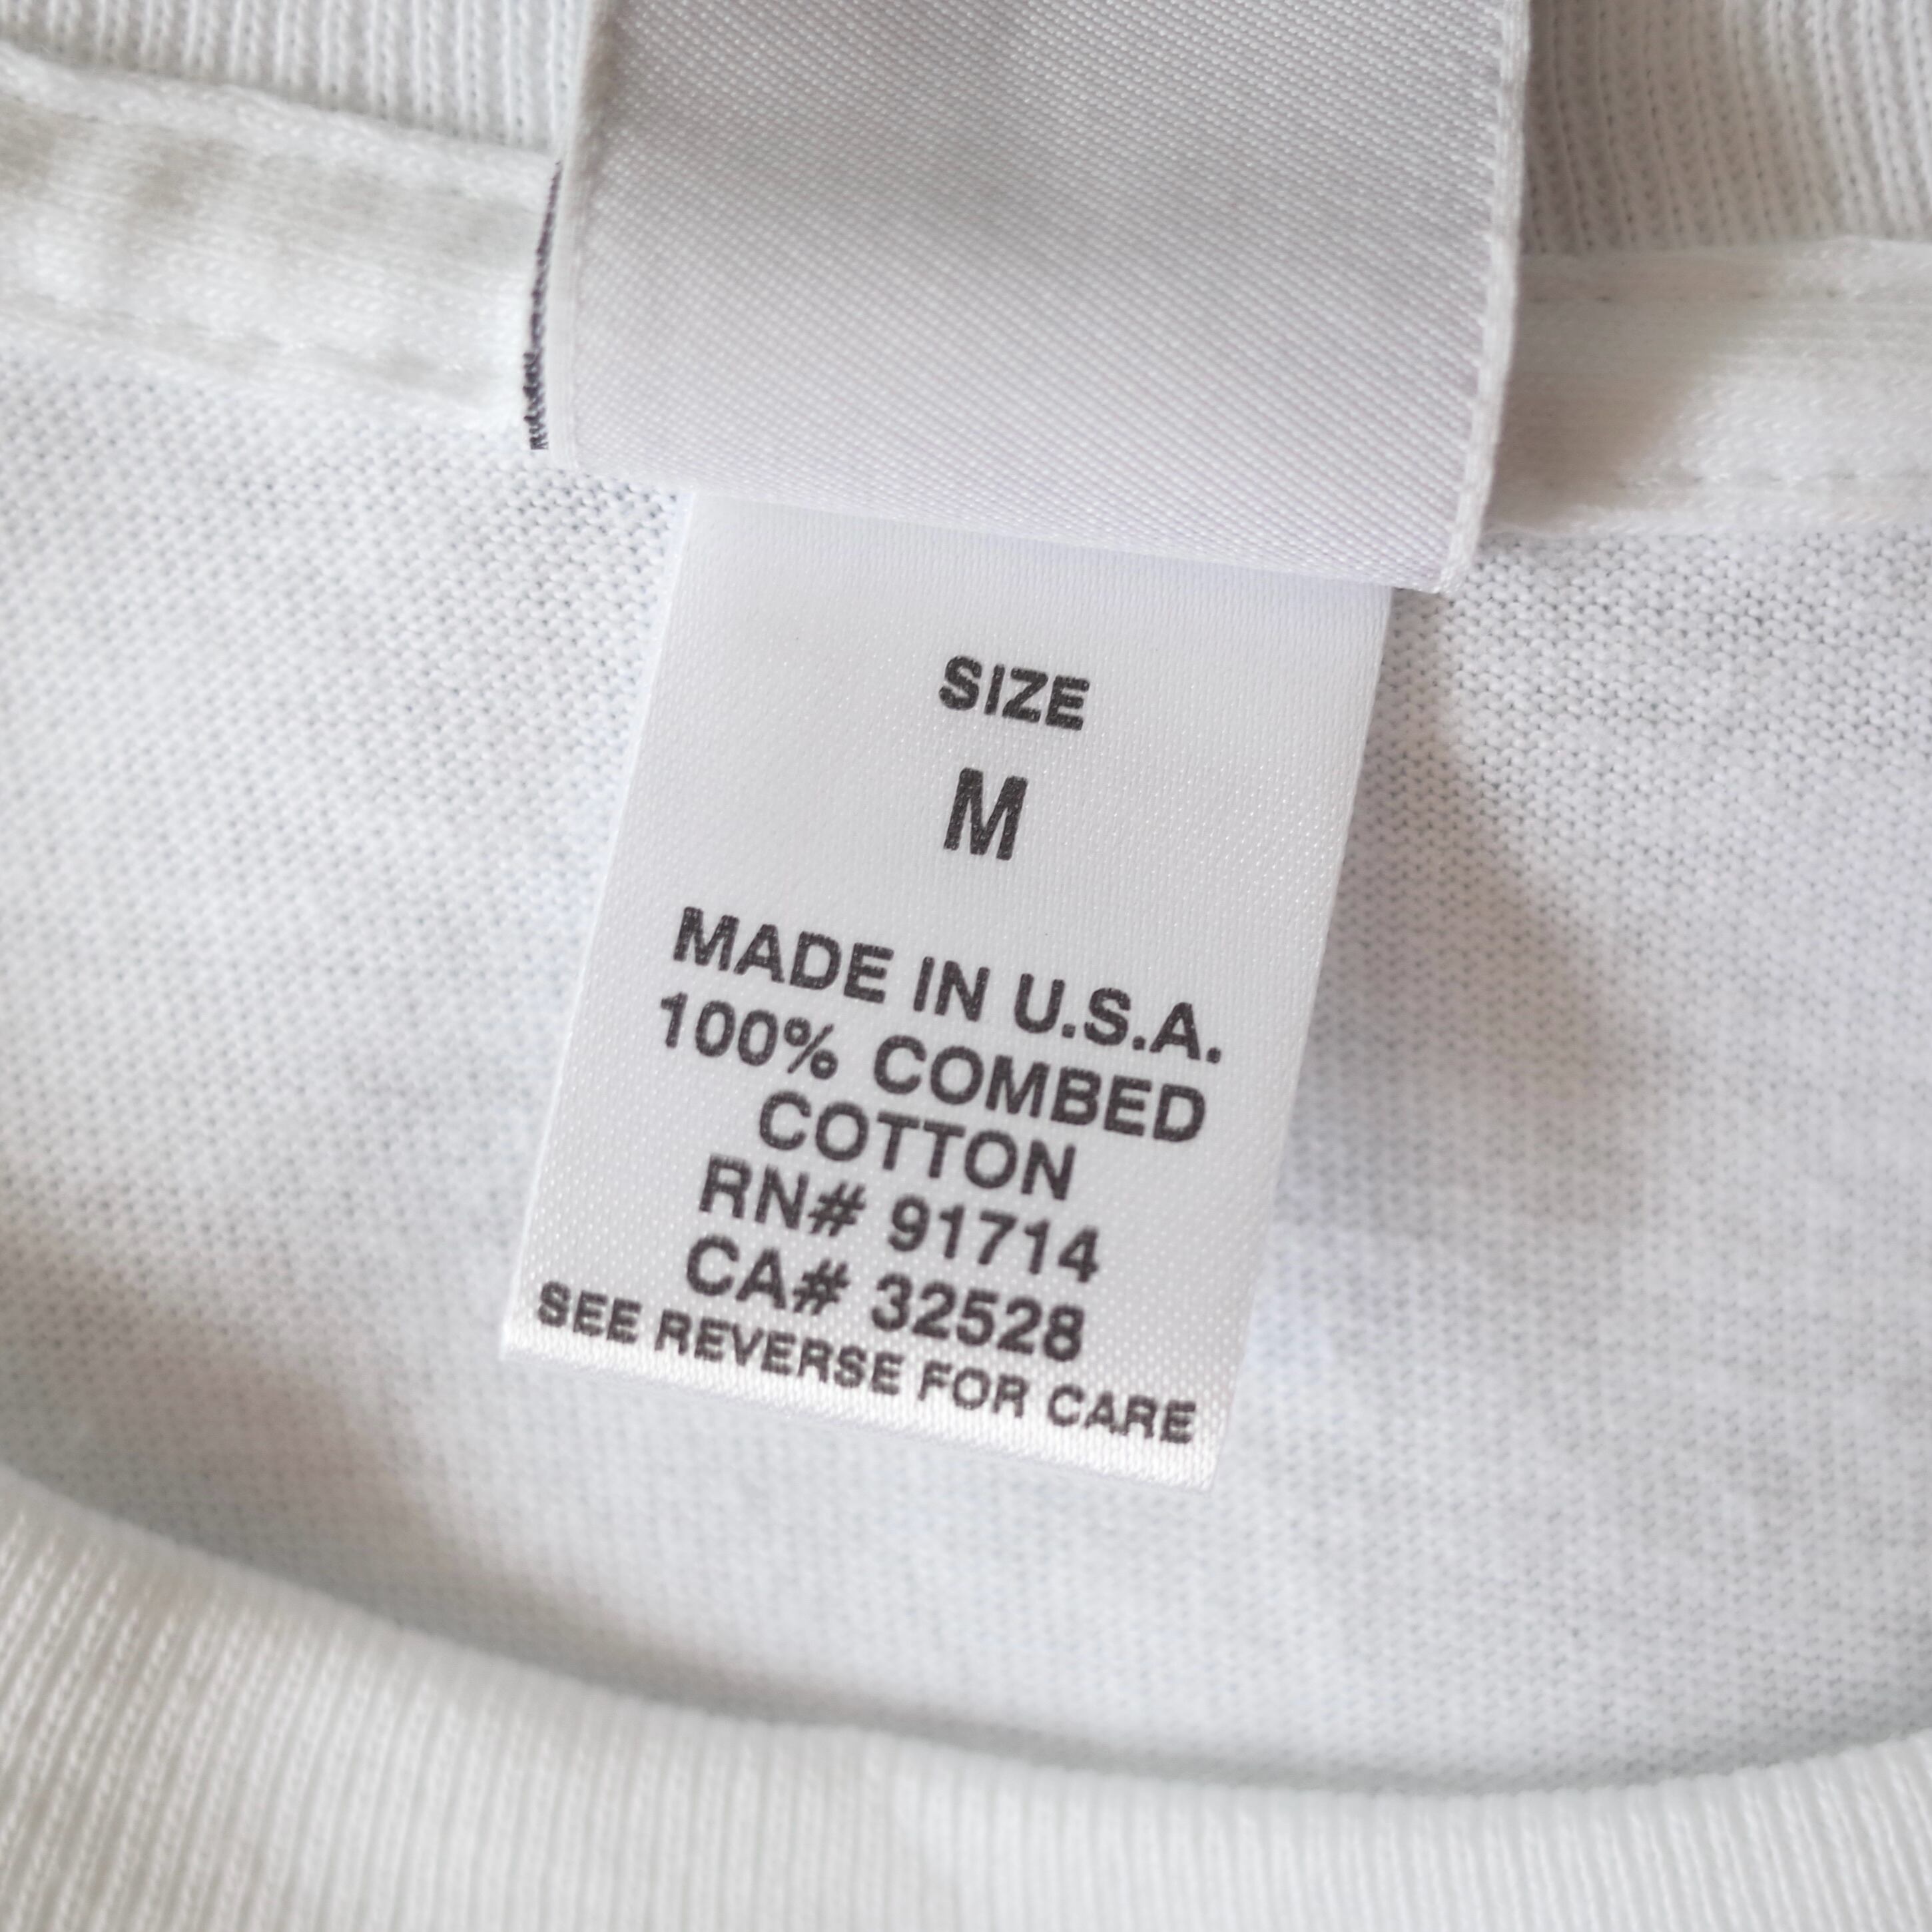 SIZE
M
MADE IN U.S.A.
100% COMBED
COTTON
RN# 91714
CA# 32528
SEE REVERSE FOR CARE